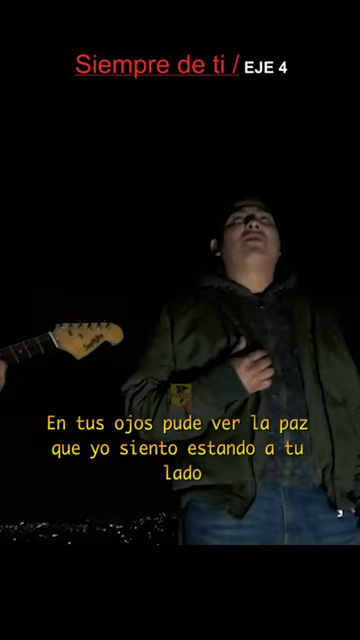 Siempre de ti / EJE 4
En tus ojos pude ver la paz
que yo siento estando a tu
lado